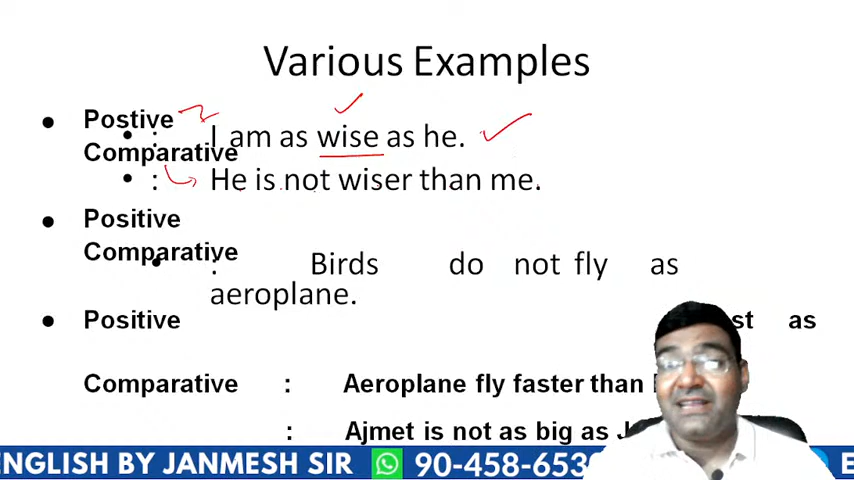 Various Examples
● Postive
• : I am as wise as he.
Comparative
• : He is not wiser than me.
● Positive
Comparative
• : Birds do not fly as
aeroplane.
● Positive as
Comparative : Aeroplane fly faster than
: Ajmet is not as big as
ENGLISH BY JANMESH SIR 90-458-653